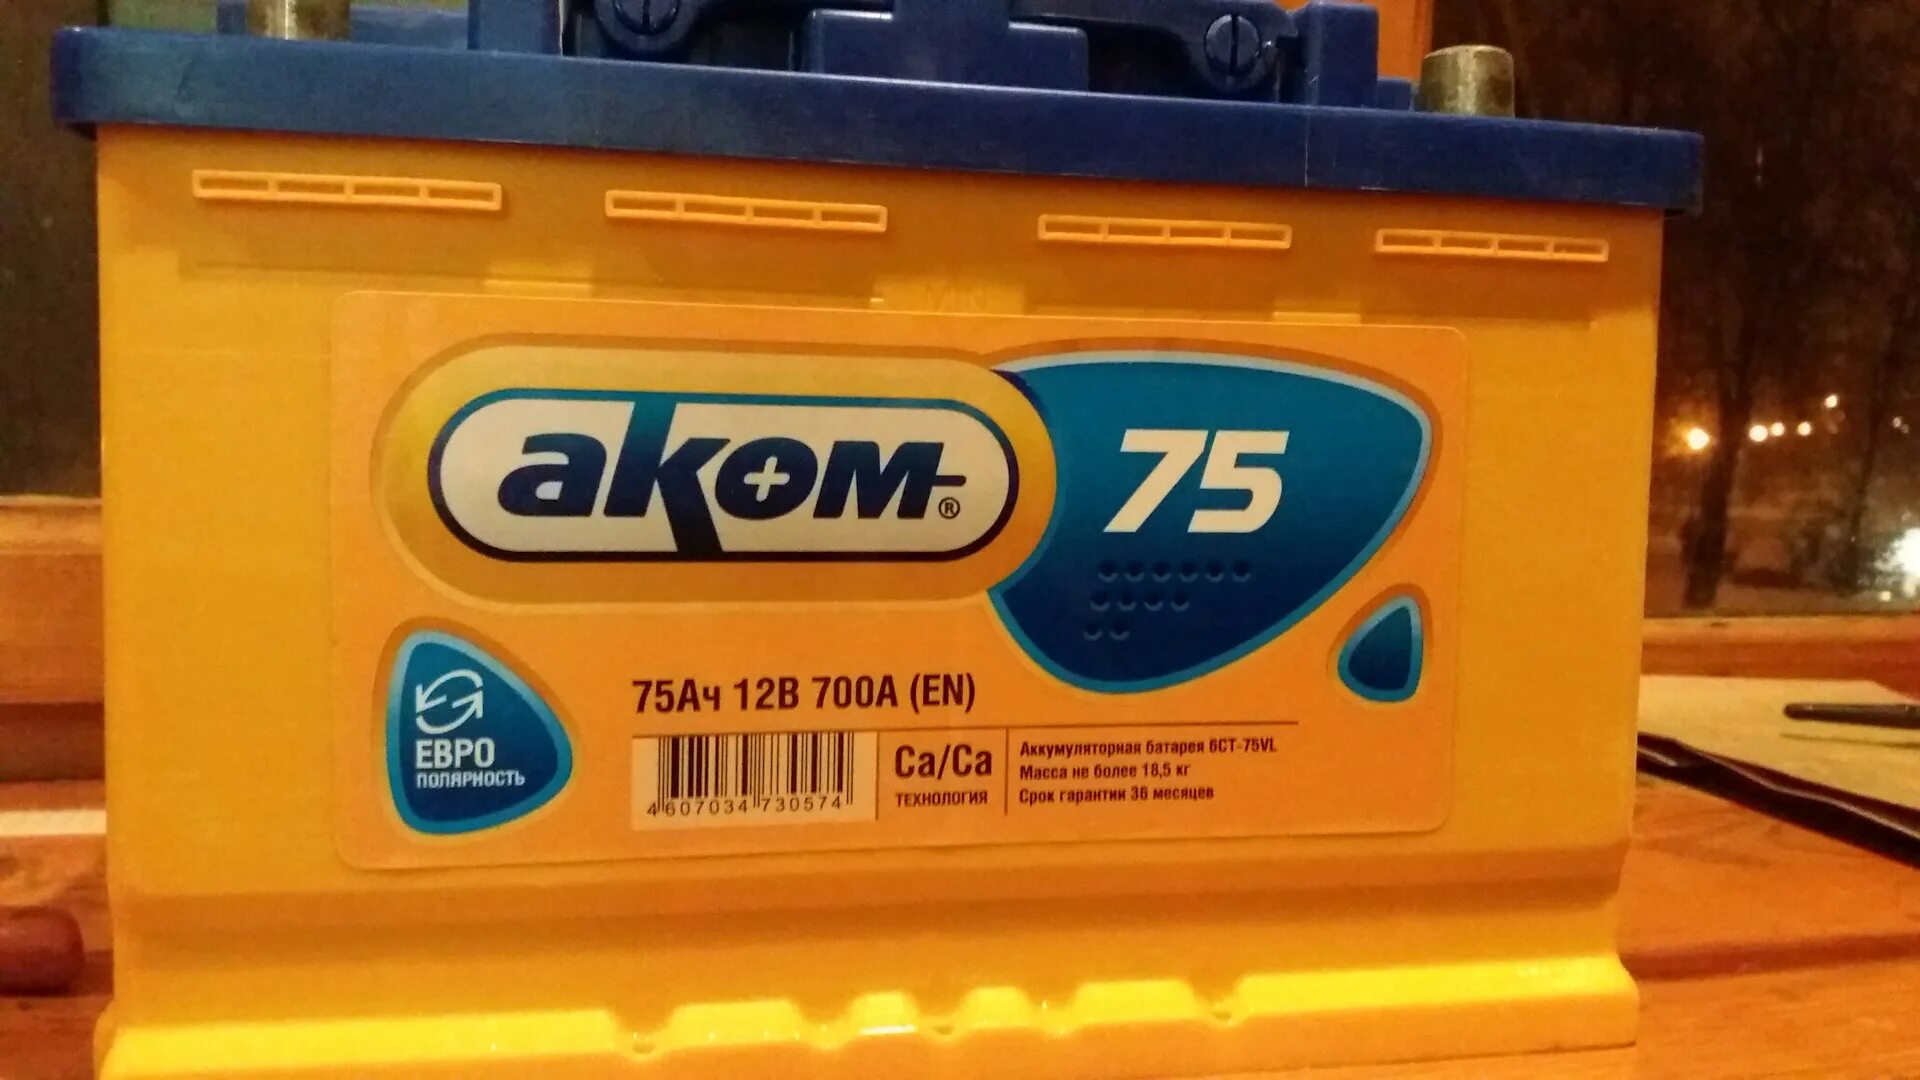 аком®
75
75Ач 12В 700А (EN)
ЕВРО
ПОЛЯРНОСТЬ
4 607034 730574
Ca/Ca
ТЕХНОЛОГИЯ
Аккумуляторная батарея 6СТ-75VL
Масса не более 18,5 кг
Срок гарантии 36 месяцев